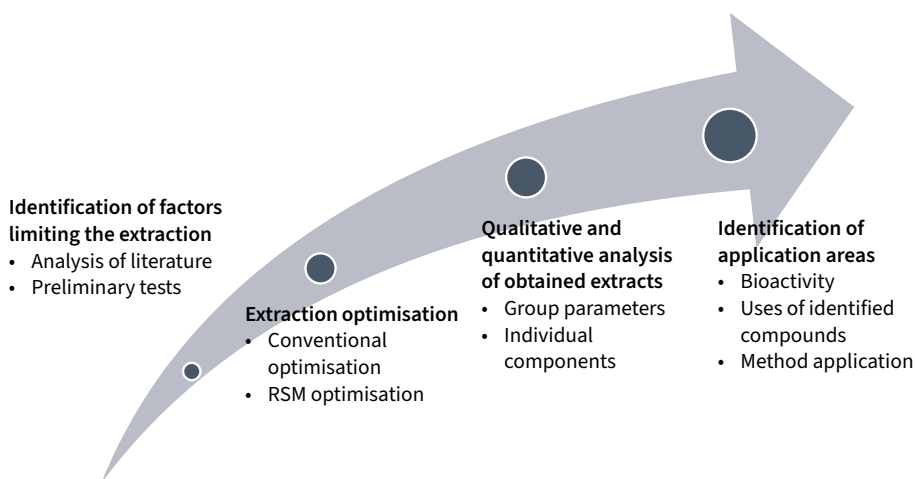 Identification of factors
limiting the extraction
• Analysis of literature
• Preliminary tests
Extraction optimisation
• Conventional
optimisation
• RSM optimisation
Qualitative and
quantitative analysis
of obtained extracts
• Group parameters
• Individual
components
Identification of
application areas
• Bioactivity
• Uses of identified
compounds
• Method application